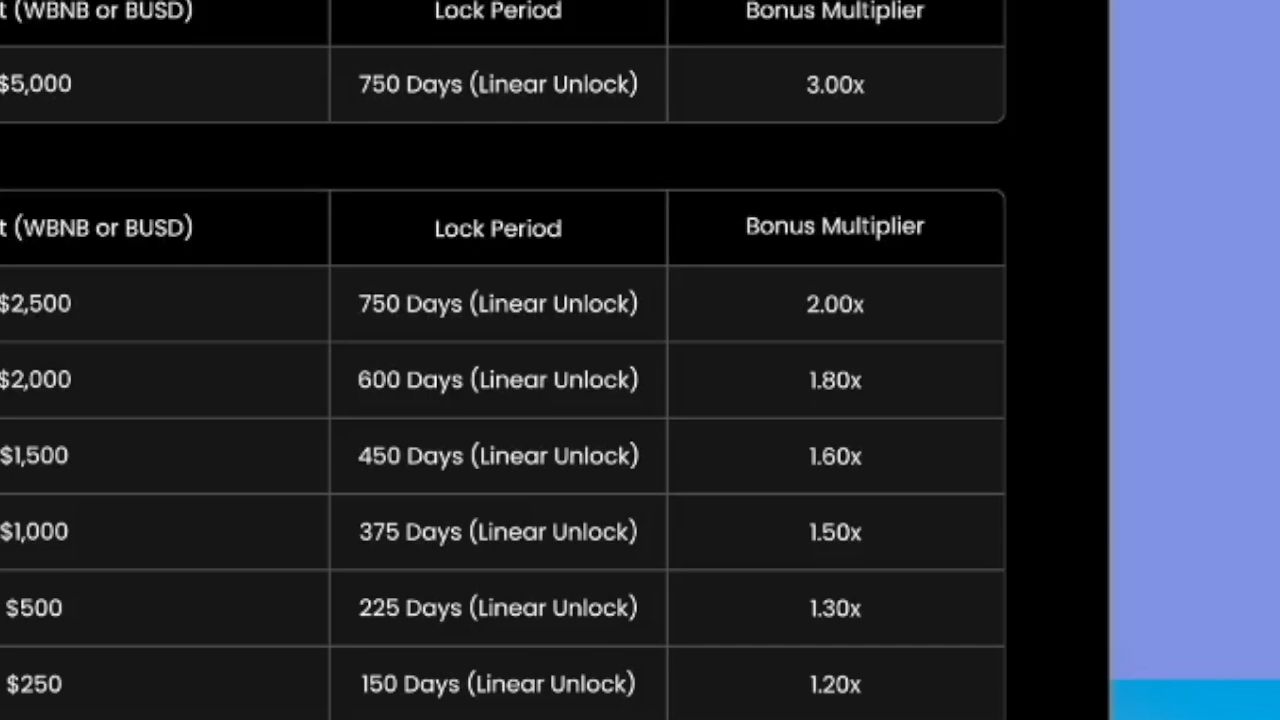 t (WBNB or BUSD) Lock Period Bonus Multiplier
$5,000 750 Days (Linear Unlock) 3.00x
t (WBNB or BUSD) Lock Period Bonus Multiplier
$2,500 750 Days (Linear Unlock) 2.00x
$2,000 600 Days (Linear Unlock) 1.80x
$1,500 450 Days (Linear Unlock) 1.60x
$1,000 375 Days (Linear Unlock) 1.50x
$500 225 Days (Linear Unlock) 1.30x
$250 150 Days (Linear Unlock) 1.20x